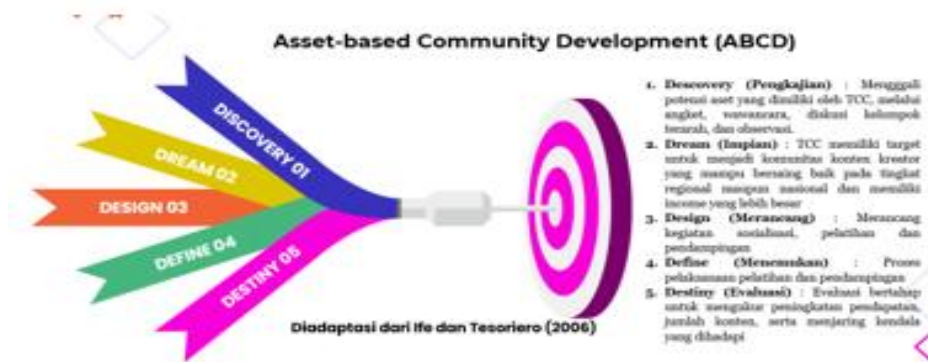 Asset-based Community Development (ABCD)
DISCOVERY 01
DREAM 02
DESIGN 03
DEFINE 04
DESTINY 05
1. Descovery (Pengkajian) : Menggali
potensi aset yang dimiliki oleh TCC, melalui
angket, wawancara, diskusi kelompok
terarah, dan observasi.
2. Dream (Impian) : TCC memiliki target
untuk menjadi komunitas konten kreator
yang mampu bersaing baik pada tingkat
regional maupun nasional dan memiliki
income yang lebih besar
3. Design (Merancang) : Merancang
kegiatan sosialisasi, pelatihan dan
pendampingan
4. Define (Menemukan) : Proses
pelaksanaan pelatihan dan pendampingan
5. Destiny (Evaluasi) : Evaluasi bertahap
untuk mengukur peningkatan pendapatan,
jumlah konten, serta menjaring kendala
yang dihadapi
Diadaptasi dari Ife dan Tesoriero (2006)